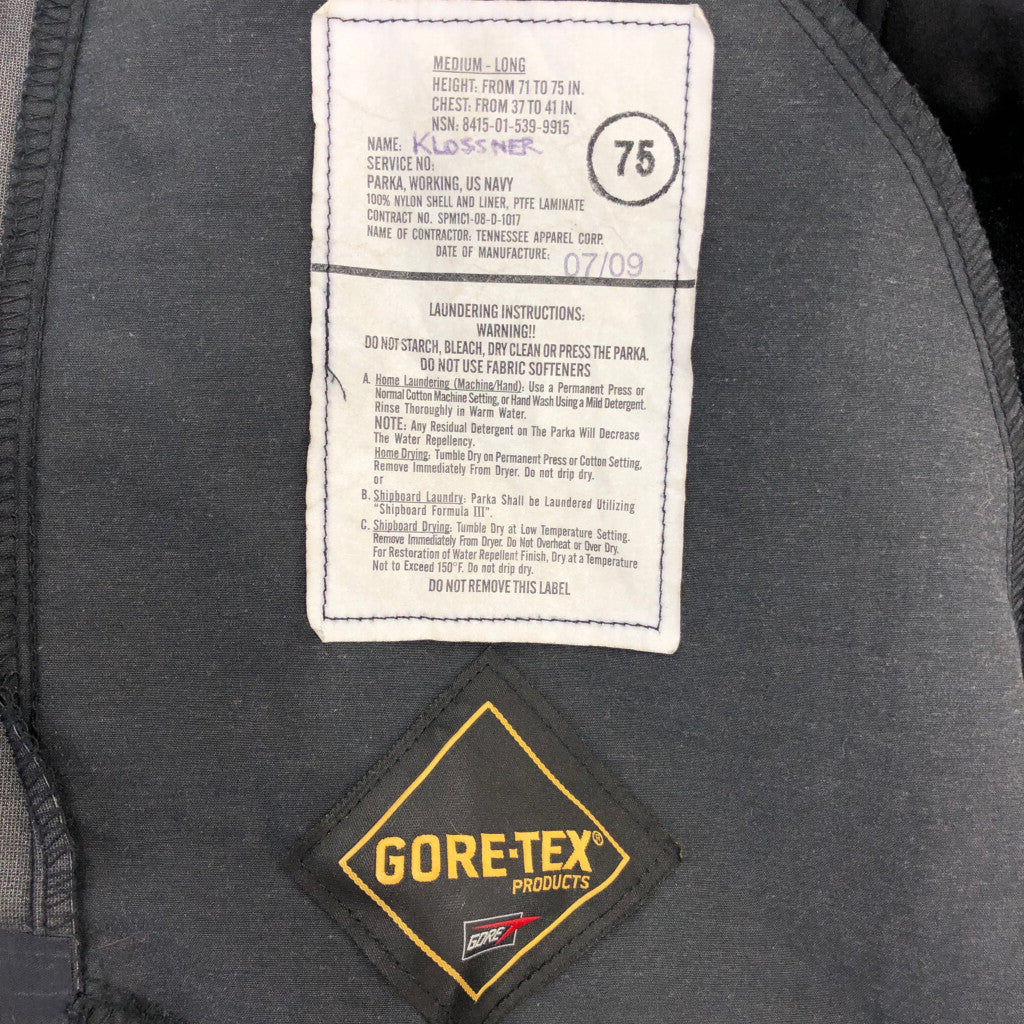 MEDIUM - LONG
HEIGHT: FROM 71 TO 75 IN.
CHEST: FROM 37 TO 41 IN.
NSN: 8415-01-539-9915
75
NAME: KLOSSNER
SERVICE NO:
PARKA, WORKING, US NAVY
100% NYLON SHELL AND LINER, PTFE LAMINATE
CONTRACT NO. SPM1C1-08-D-1017
NAME OF CONTRACTOR: TENNESSEE APPAREL CORP.
DATE OF MANUFACTURE: 07/09
LAUNDERING INSTRUCTIONS:
WARNING!!
DO NOT STARCH, BLEACH, DRY CLEAN OR PRESS THE PARKA.
DO NOT USE FABRIC SOFTENERS
A. Home Laundering (Machine/Hand): Use a Permanent Press or
Normal Cotton Machine Setting, or Hand Wash Using a Mild Detergent.
Rinse Thoroughly in Warm Water.
NOTE: Any Residual Detergent on The Parka Will Decrease
The Water Repellency.
Home Drying: Tumble Dry on Permanent Press or Cotton Setting,
Remove Immediately From Dryer. Do not drip dry.
or
B. Shipboard Laundry: Parka Shall be Laundered Utilizing
"Shipboard Formula III".
C. Shipboard Drying: Tumble Dry at Low Temperature Setting.
Remove Immediately From Dryer. Do Not Overheat or Over Dry.
For Restoration of Water Repellent Finish, Dry at a Temperature
Not to Exceed 150°F. Do not drip dry.
DO NOT REMOVE THIS LABEL
GORE-TEX®
PRODUCTS
GORE